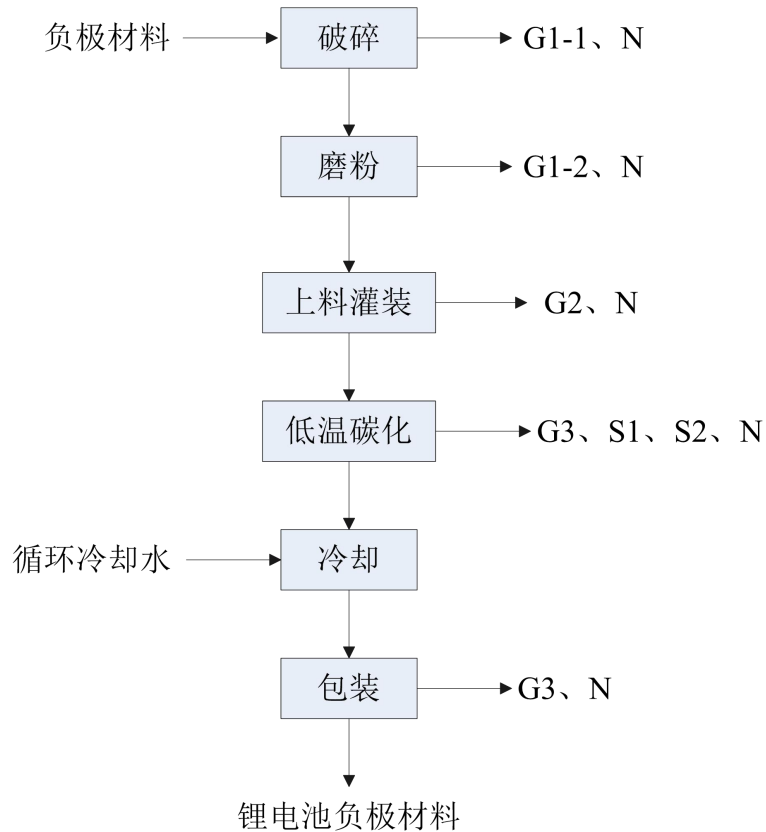 负极材料
破碎
G1-1、N
磨粉
G1-2、N
上料灌装
G2、N
低温碳化
G3、S1、S2、N
循环冷却水
冷却
包装
G3、N
锂电池负极材料